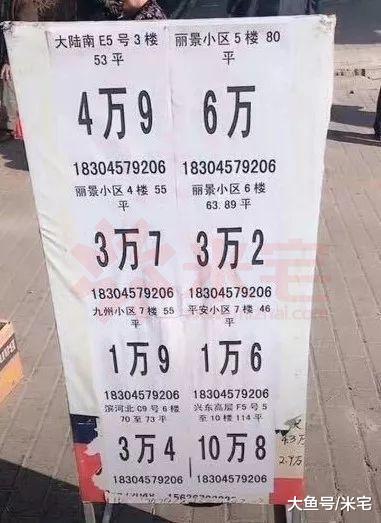 大陆南 E5 号 3 楼
53 平
4万9
18304579206
丽景小区 5 楼 80
平
6万
18304579206
丽景小区 4 楼 55
平
3万7
18304579206
丽景小区 6 楼
63.89 平
3万2
18304579206
九州小区 7 楼 55
平
1万9
18304579206
平安小区 7 楼 46
平
1万6
18304579206
滨河北 C9 号 6 楼
70 至 73 平
3万4
18304579206
兴东高层 F5 号 5
至 10 楼 114 平
10万8
18304579206
米宅
大鱼号/米宅